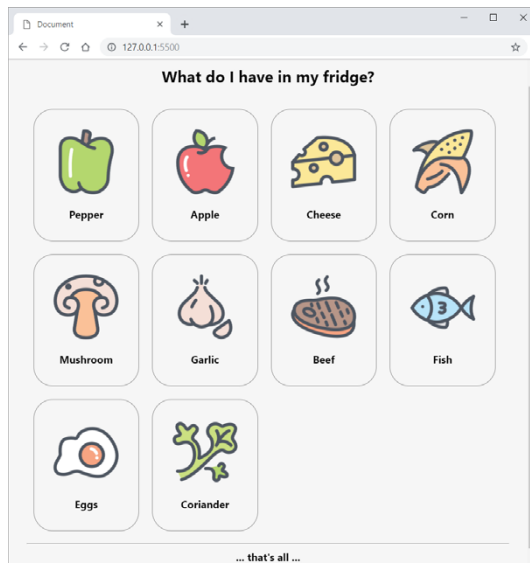 Document
127.0.0.1:5500
What do I have in my fridge?
Pepper Apple Cheese Corn
Mushroom Garlic Beef Fish
3
Eggs Coriander
... that's all ...